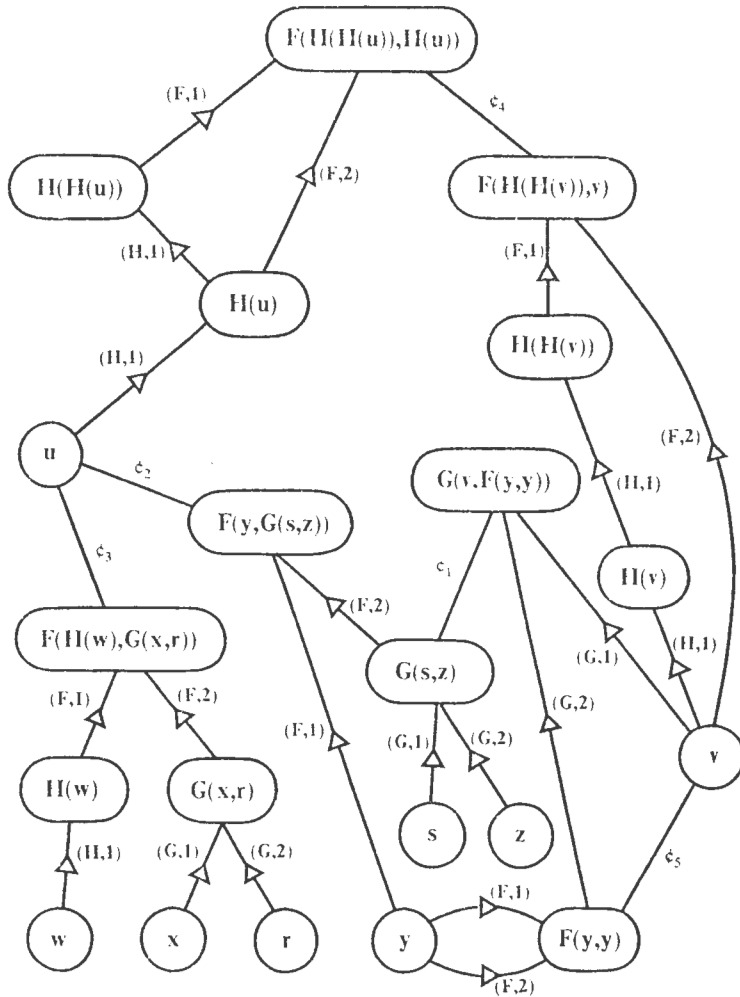 F(H(H(u)),H(u))
(F,1)
¢4
H(H(u))
(F,2)
F(H(H(v)),v)
(H,1)
(F,1)
H(u)
(H,1)
H(H(v))
u
¢2
G(v,F(y,y))
(F,2)
(H,1)
F(y,G(s,z))
¢3
¢1
H(v)
(F,2)
F(H(w),G(x,r))
(H,1)
(G,1)
G(s,z)
(F,1)
(F,2)
(F,1)
(G,2)
(G,1)
(G,2)
v
H(w)
G(x,r)
s
z
(H,1)
(G,1)
(G,2)
¢5
(F,1)
w
x
r
y
F(y,y)
(F,2)